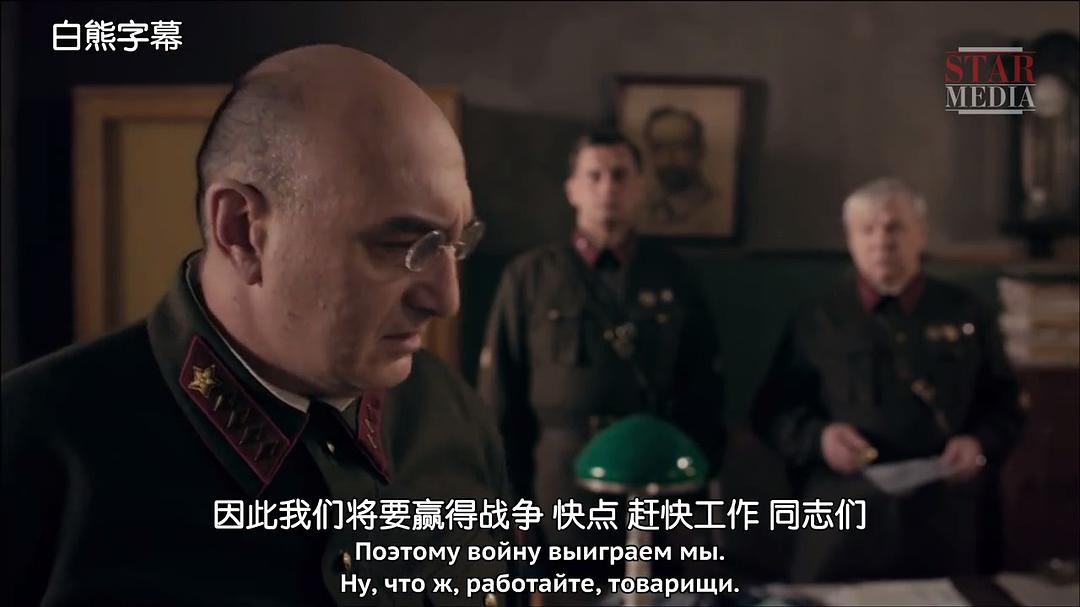 白熊字幕
STAR
MEDIA
因此我们将要赢得战争 快点 赶快工作 同志们
Поэтому войну выиграем мы.
Ну, что ж, работайте, товарищи.